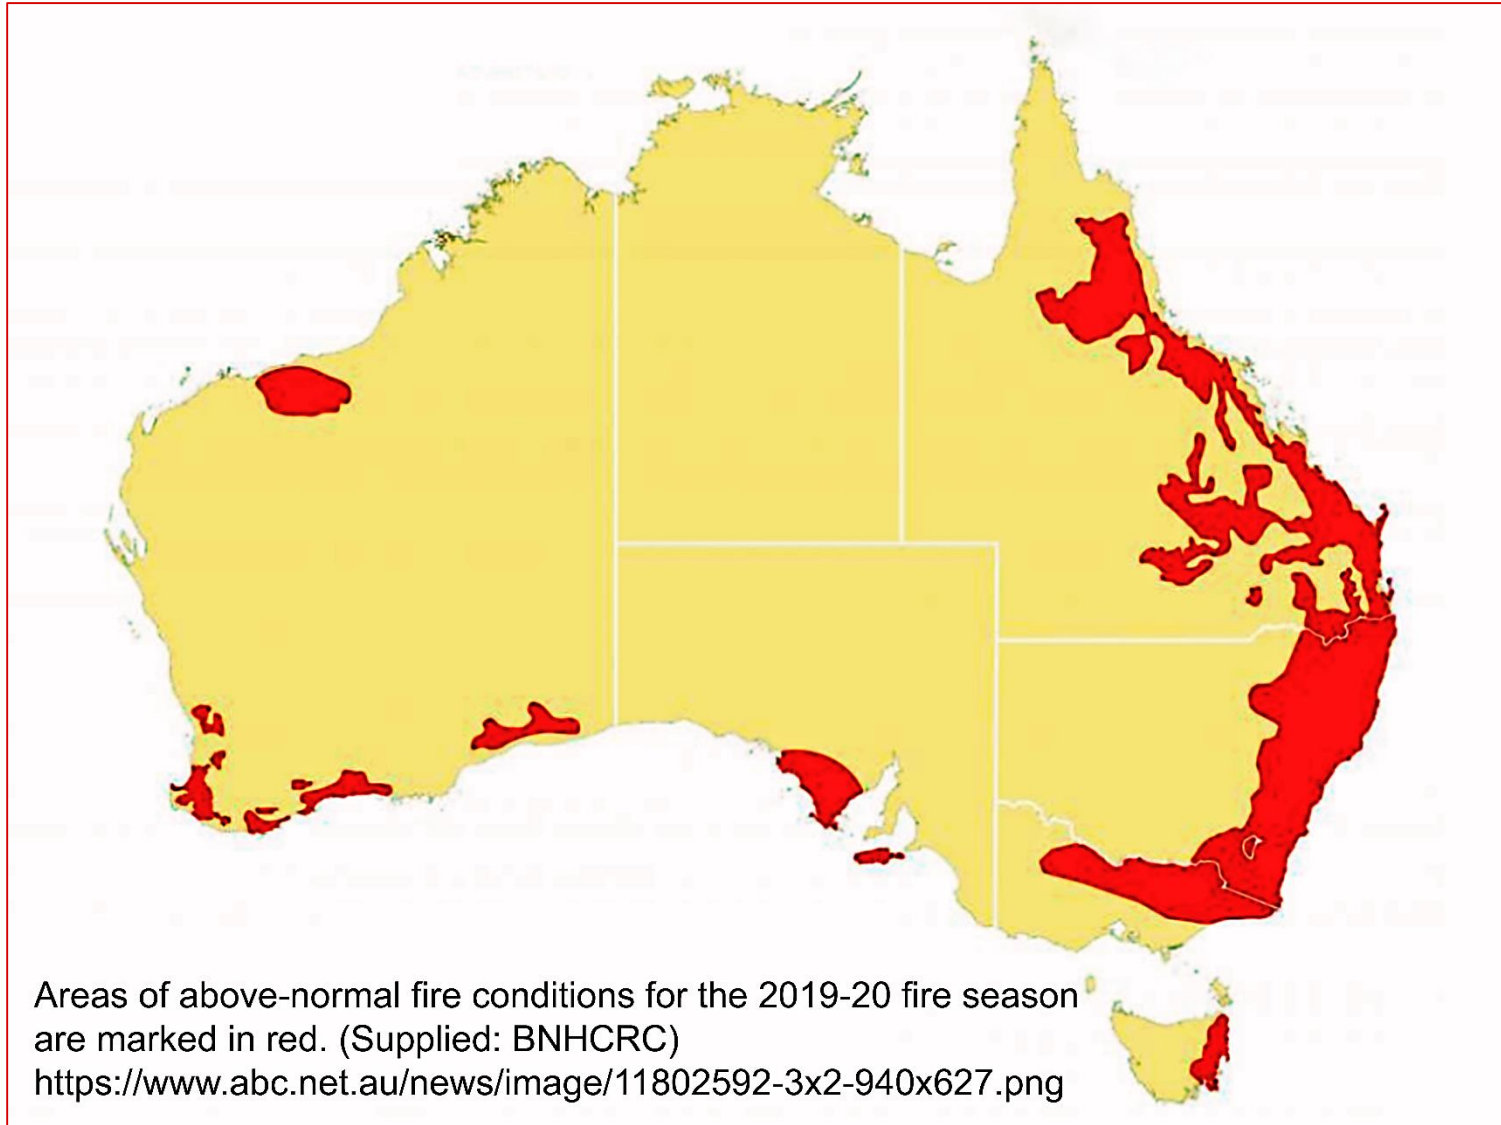 Areas of above-normal fire conditions for the 2019-20 fire season
are marked in red. (Supplied: BNHCRC)
https://www.abc.net.au/news/image/11802592-3x2-940x627.png